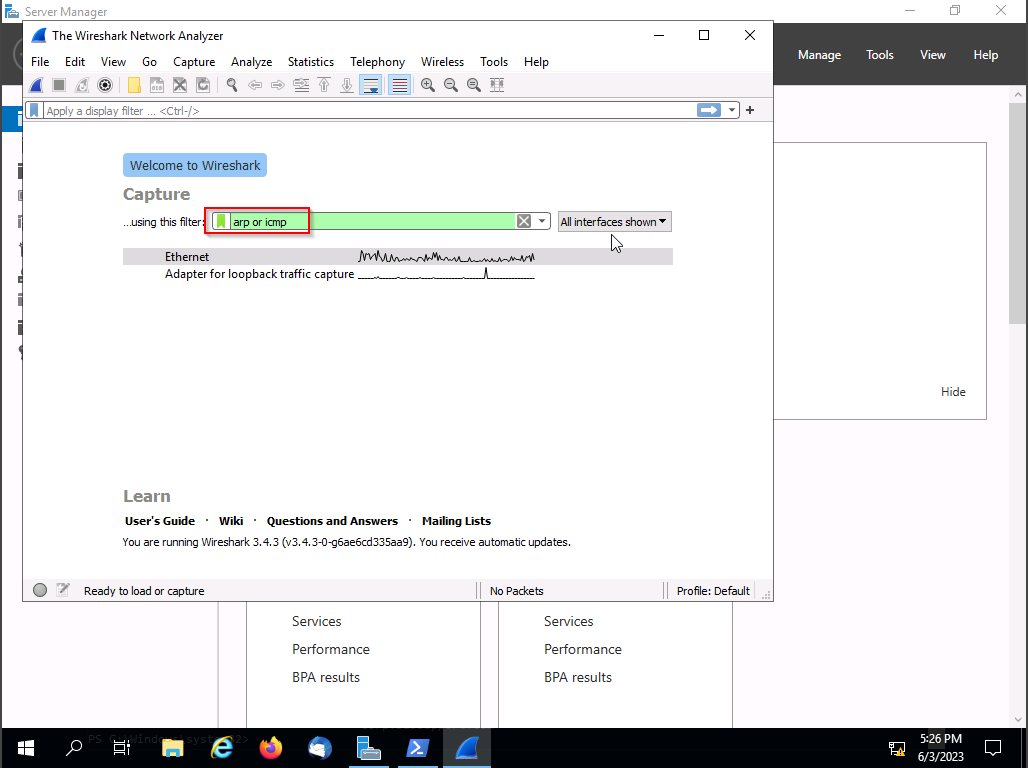 Server Manager
The Wireshark Network Analyzer
File Edit View Go Capture Analyze Statistics Telephony Wireless Tools Help
Manage Tools View Help
Apply a display filter ... <Ctrl-/>
Welcome to Wireshark
Capture
...using this filter: arp or icmp All interfaces shown
Ethernet
Adapter for loopback traffic capture
Hide
Learn
User's Guide · Wiki · Questions and Answers · Mailing Lists
You are running Wireshark 3.4.3 (v3.4.3-0-g6ae6cd335aa9). You receive automatic updates.
Ready to load or capture No Packets Profile: Default
Services Services
Performance Performance
BPA results BPA results
5:26 PM
6/3/2023